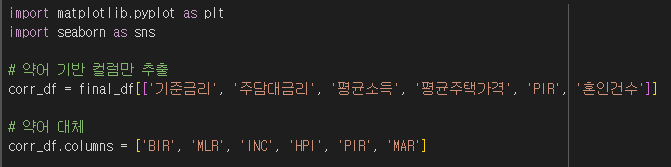 import matplotlib.pyplot as plt
import seaborn as sns
# 약어 기반 컬럼만 추출
corr_df = final_df[['기준금리', '주담대금리', '평균소득', '평균주택가격', 'PIR', '혼인건수']]
# 약어 대체
corr_df.columns = ['BIR', 'MLR', 'INC', 'HPI', 'PIR', 'MAR']